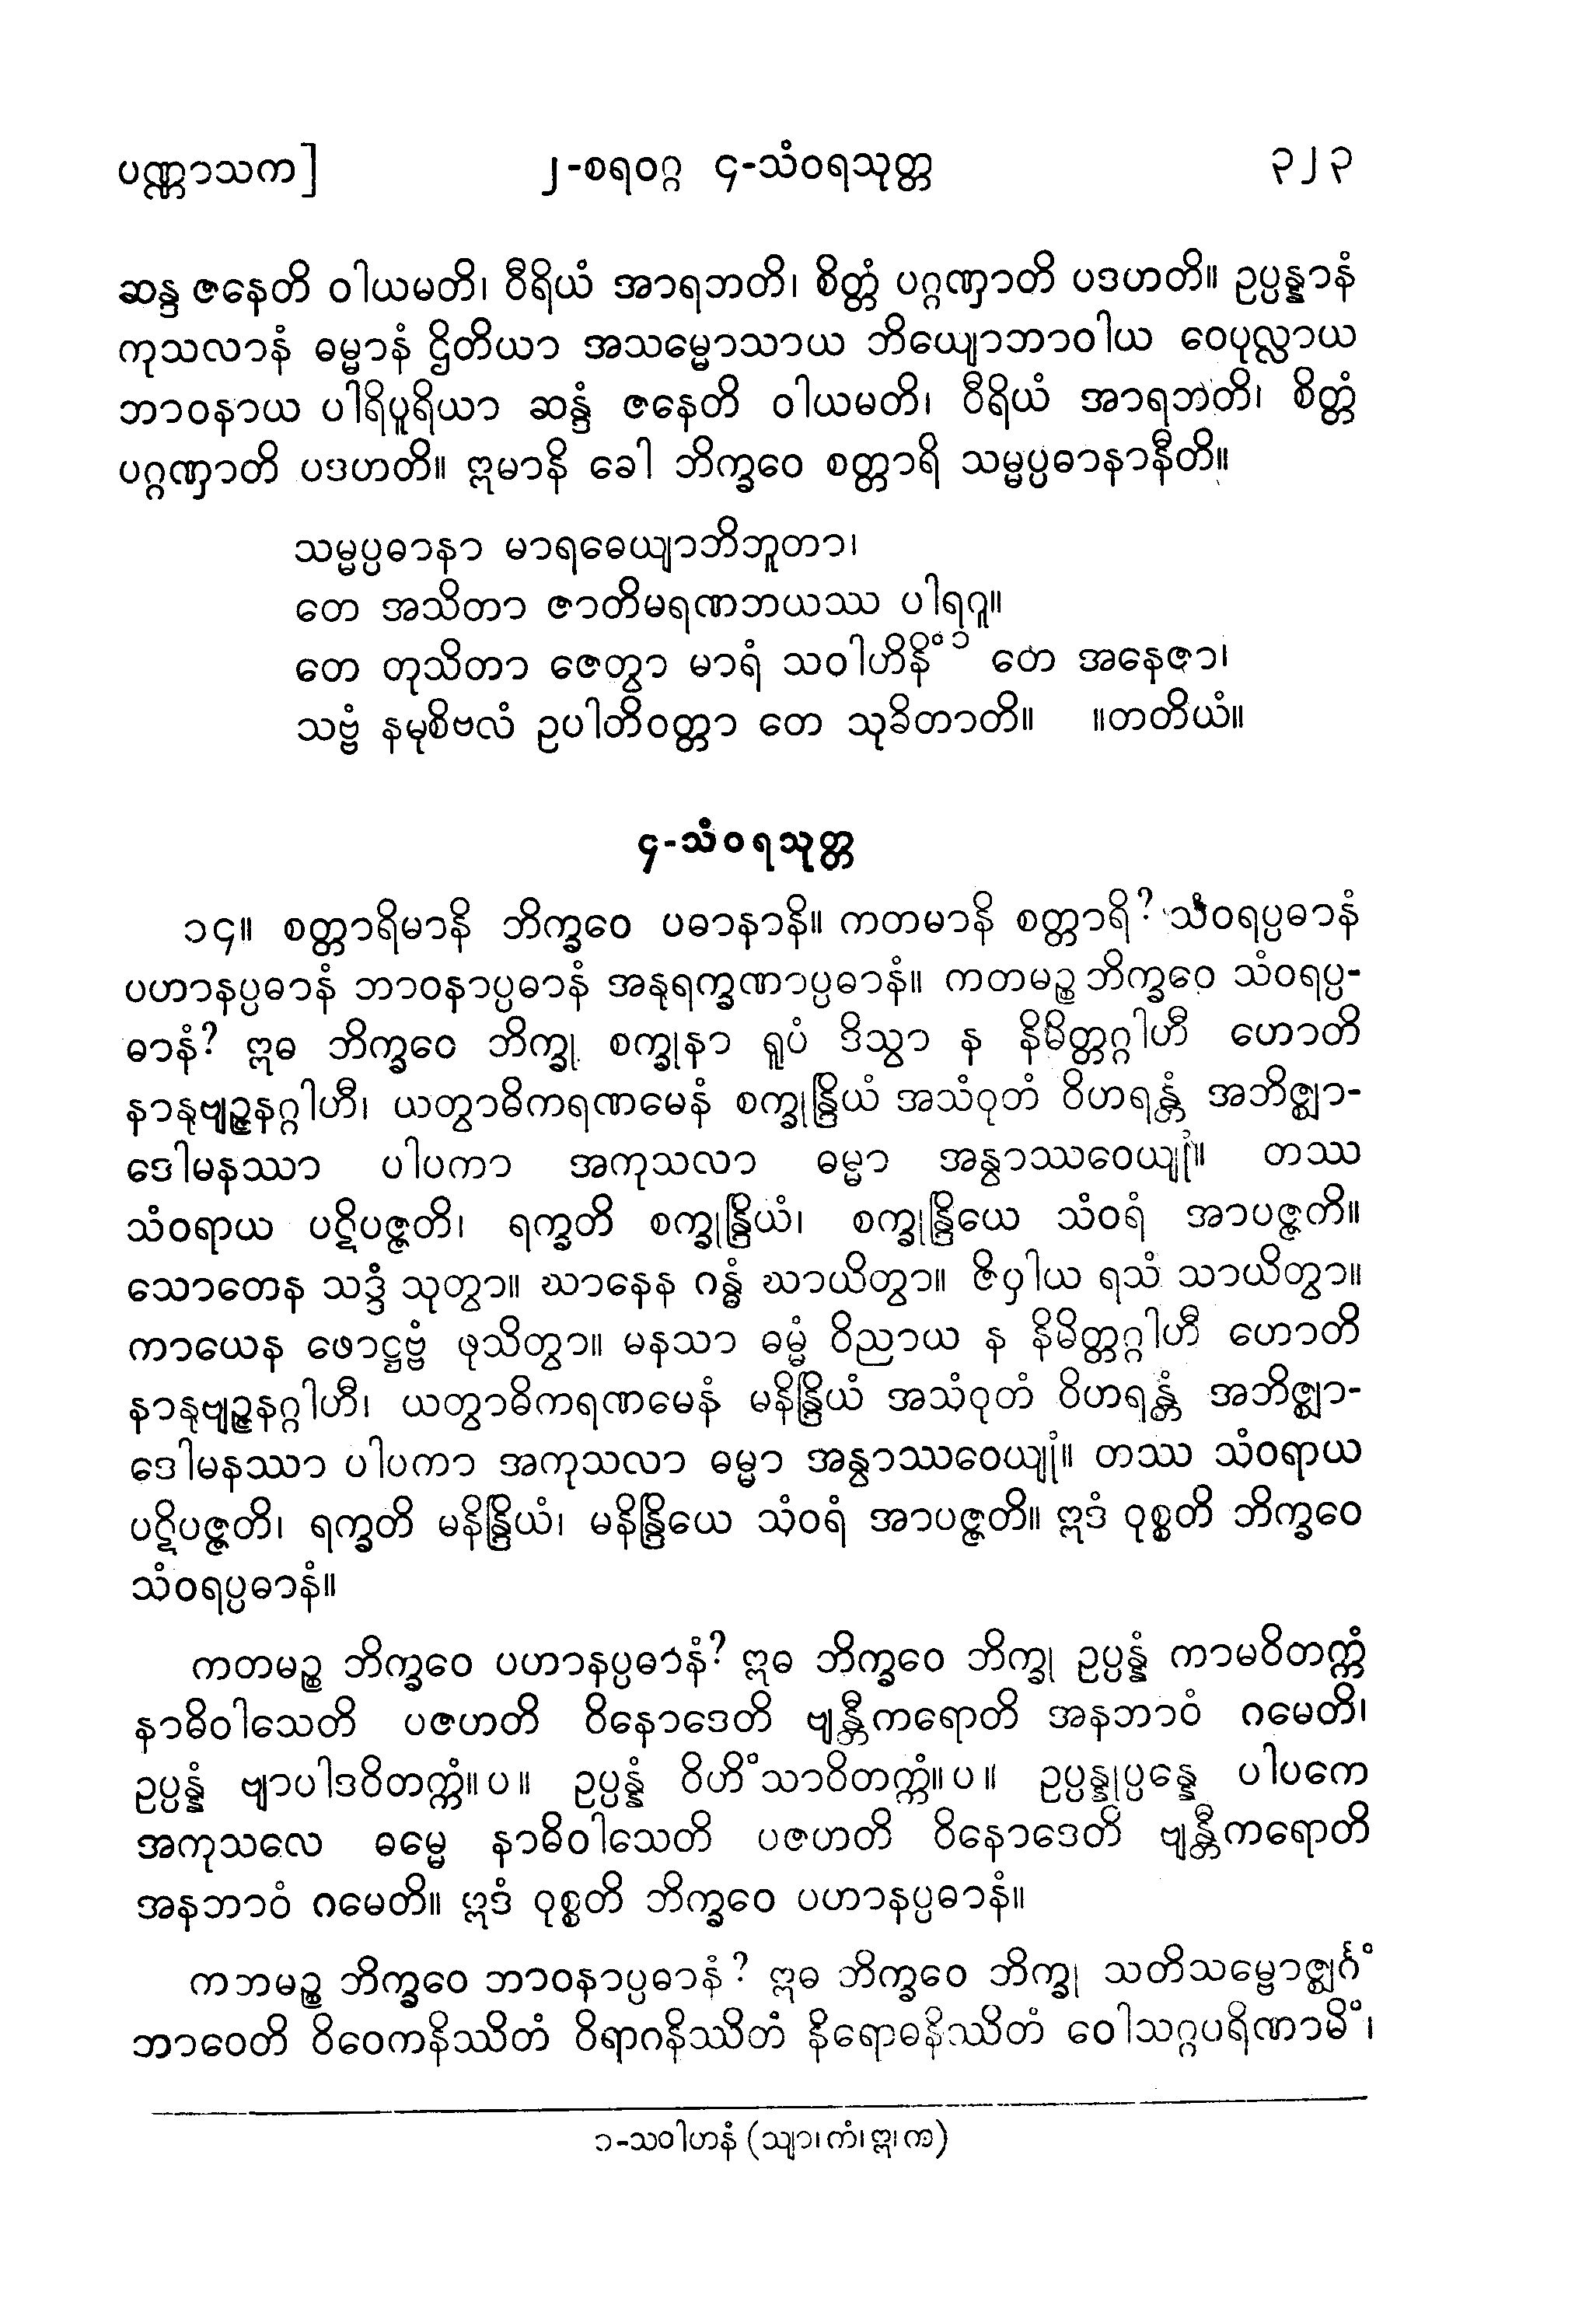 ပဏ္ဏာသက] ၂-စရဝဂ္ဂ ၄-သံဝရသုတ္တ ၃၂၃
ဆန္ဒ ဇနေတိ ဝါယမတိ၊ ဝီရိယံ အာရဘတိ၊ စိတ္တံ ပဂ္ဂဏှာတိ ပဒဟတိ။ ဥပ္ပန္နာနံ
ကုသလာနံ ဓမ္မာနံ ဌိတိယာ အသမ္မောသာယ ဘိယျောဘာဝါယ ဝေပုလ္လာယ
ဘာဝနာယ ပါရိပူရိယာ ဆန္ဒံ ဇနေတိ ဝါယမတိ၊ ဝီရိယံ အာရဘတိ၊ စိတ္တံ
ပဂ္ဂဏှာတိ ပဒဟတိ။ ဣမာနိ ခေါ ဘိက္ခဝေ စတ္တာရိ သမ္မပ္ပဓာနာနီတိ။
သမ္မပ္ပဓာနာ မာရဓေယျာဘိဘူတာ၊
တေ အသိတာ ဇာတိမရဏဘယဿ ပါရဂူ။
တေ တုသိတာ ဇေတွာ မာရံ သဝါဟိနိံ၁ တေ အနေဇာ၊
သဗ္ဗံ နမုစိဗလံ ဥပါတိဝတ္တာ တေ သုခိတာတိ။ ။တတိယံ။
၄-သံဝရသုတ္တ
၁၄။ စတ္တာရိမာနိ ဘိက္ခဝေ ပဓာနာနိ။ ကတမာနိ စတ္တာရိ? သံဝရပ္ပဓာနံ
ပဟာနပ္ပဓာနံ ဘာဝနာပ္ပဓာနံ အနုရက္ခဏာပ္ပဓာနံ။ ကတမဉ္စ ဘိက္ခဝေ သံဝရပ္ပ-
ဓာနံ? ဣဓ ဘိက္ခဝေ ဘိက္ခု စက္ခုနာ ရူပံ ဒိသွာ န နိမိတ္တဂ္ဂါဟီ ဟောတိ
နာနုဗျဉ္ဇနဂ္ဂါဟီ၊ ယတွာဓိကရဏမေနံ စက္ခုန္ဒြိယံ အသံဝုတံ ဝိဟရန္တံ အဘိဇ္ဈာ-
ဒေါမနဿာ ပါပကာ အကုသလာ ဓမ္မာ အနွာဿဝေယျုံ။ တဿ
သံဝရာယ ပဋိပဇ္ဇတိ၊ ရက္ခတိ စက္ခုန္ဒြိယံ၊ စက္ခုန္ဒြိယေ သံဝရံ အာပဇ္ဇကိ။
သောတေန သဒ္ဒံ သုတွာ။ ဃာနေန ဂန္ဓံ ဃာယိတွာ။ ဇိဝှါယ ရသံ သာယိတွာ။
ကာယေန ဖောဋ္ဌဗ္ဗံ ဖုသိတွာ။ မနသာ ဓမ္မံ ဝိညာယ န နိမိတ္တဂ္ဂါဟီ ဟောတိ
နာနုဗျဉ္ဇနဂ္ဂါဟီ၊ ယတွာဓိကရဏမေနံ မနိန္ဒြိယံ အသံဝုတံ ဝိဟရန္တံ အဘိဇ္ဈာ-
ဒေါမနဿာ ပါပကာ အကုသလာ ဓမ္မာ အနွာဿဝေယျုံ။ တဿ သံဝရာယ
ပဋိပဇ္ဇတိ၊ ရက္ခတိ မနိန္ဒြိယံ၊ မနိန္ဒြိယေ သံဝရံ အာပဇ္ဇတိ။ ဣဒံ ဝုစ္စတိ ဘိက္ခဝေ
သံဝရပ္ပဓာနံ။
ကတမဉ္စ ဘိက္ခဝေ ပဟာနပ္ပဓာနံ? ဣဓ ဘိက္ခဝေ ဘိက္ခု ဥပ္ပန္နံ ကာမဝိတက္ကံ
နာဓိဝါသေတိ ပဇဟတိ ဝိနောဒေတိ ဗျန္တီကရောတိ အနဘာဝံ ဂမေတိ၊
ဥပ္ပန္နံ ဗျာပါဒဝိတက္ကံ။ပ။ ဥပ္ပန္နံ ဝိဟိံသာဝိတက္ကံ။ပ။ ဥပ္ပန္နုပ္ပန္နေ ပါပကေ
အကုသလေ ဓမ္မေ နာဓိဝါသေတိ ပဇဟတိ ဝိနောဒေတိ ဗျန္တီကရောတိ
အနဘာဝံ ဂမေတိ။ ဣဒံ ဝုစ္စတိ ဘိက္ခဝေ ပဟာနပ္ပဓာနံ။
ကဘမဉ္စ ဘိက္ခဝေ ဘာဝနာပ္ပဓာနံ? ဣဓ ဘိက္ခဝေ ဘိက္ခု သတိသမ္ဗောဇ္ဈင်္ဂံ
ဘာဝေတိ ဝိဝေကနိဿိတံ ဝိရာဂနိဿိတံ နိရောဓနိဿိတံ ဝေါသဂ္ဂပရိဏာမိံ၊
၁-သဝါဟနံ (သျာ၊ကံ၊ဣ၊က)